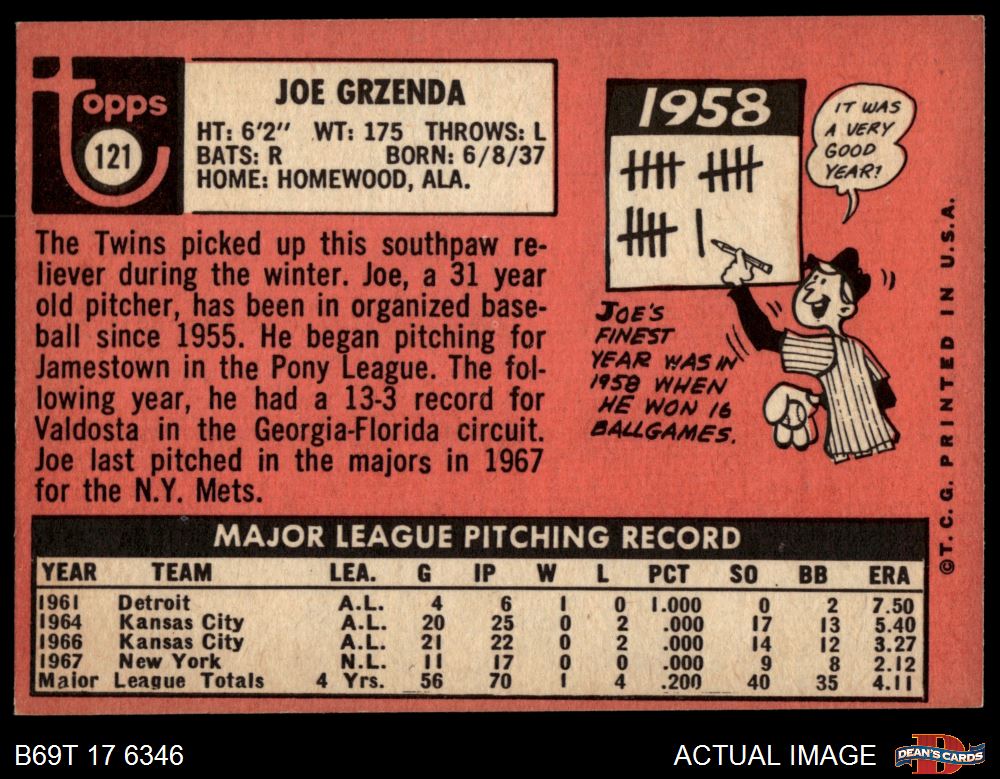 Topps
121
JOE GRZENDA
HT: 6'2" WT: 175 THROWS: L
BATS: R BORN: 6/8/37
HOME: HOMEWOOD, ALA.
The Twins picked up this southpaw re-
liever during the winter. Joe, a 31 year
old pitcher, has been in organized base-
ball since 1955. He began pitching for
Jamestown in the Pony League. The fol-
lowing year, he had a 13-3 record for
Valdosta in the Georgia-Florida circuit.
Joe last pitched in the majors in 1967
for the N.Y. Mets.
1958
IT WAS
A VERY
GOOD
YEAR!
JOE'S
FINEST
YEAR WAS IN
1958 WHEN
HE WON 16
BALLGAMES.
©T. C. G. PRINTED IN U.S.A.
MAJOR LEAGUE PITCHING RECORD
YEAR TEAM LEA. G IP W L PCT SO BB ERA
1961 Detroit A.L. 4 6 1 0 1.000 0 2 7.50
1964 Kansas City A.L. 20 25 0 2 .000 17 13 5.40
1966 Kansas City A.L. 21 22 0 2 .000 14 12 3.27
1967 New York N.L. 11 17 0 0 .000 9 8 2.12
Major League Totals 4 Yrs. 56 70 1 4 .200 40 35 4.11
B69T 17 6346
ACTUAL IMAGE
D
DEAN'S CARDS